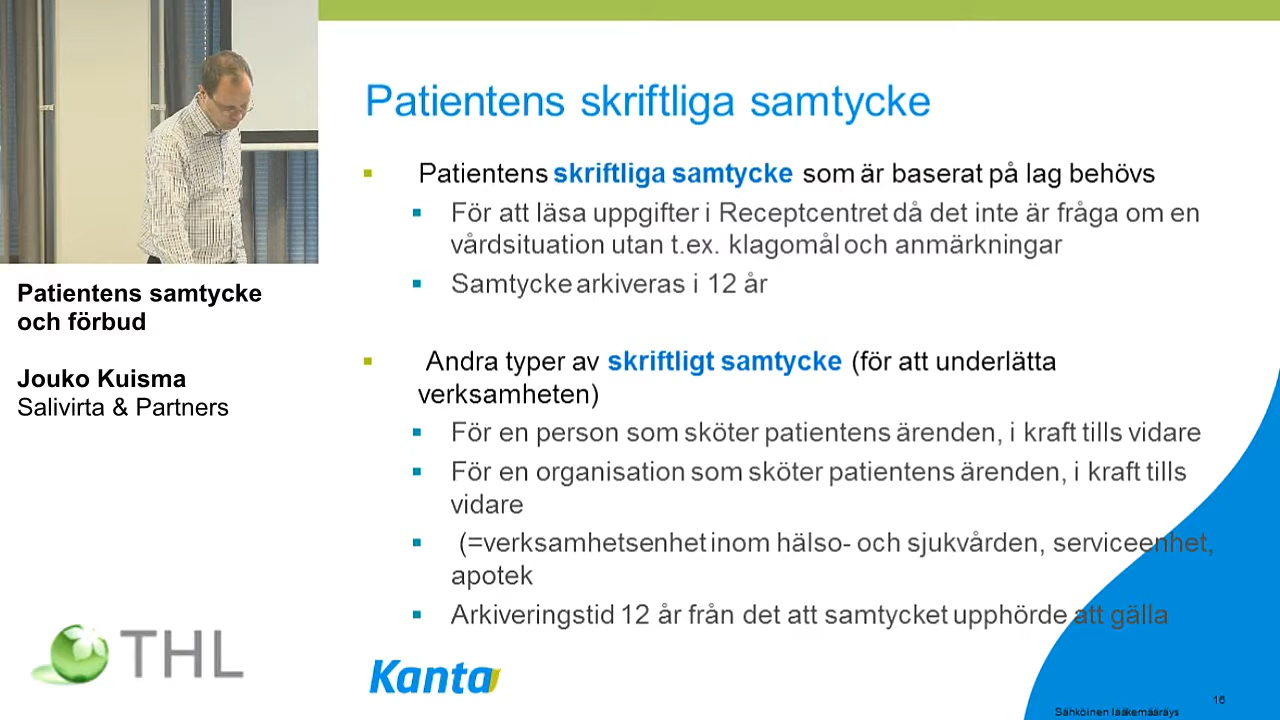 Patientens skriftliga samtycke
Patientens skriftliga samtycke som är baserat på lag behövs
För att läsa uppgifter i Receptcentret då det inte är fråga om en
vårdsituation utan t.ex. klagomål och anmärkningar
Samtycke arkiveras i 12 år
Andra typer av skriftligt samtycke (för att underlätta
verksamheten)
För en person som sköter patientens ärenden, i kraft tills vidare
För en organisation som sköter patientens ärenden, i kraft tills
vidare
(=verksamhetsenhet inom hälso- och sjukvården, serviceenhet,
apotek
Arkiveringstid 12 år från det att samtycket upphörde att gälla
Patientens samtycke
och förbud
Jouko Kuisma
Salivirta & Partners
THL
Kanta
16
Sähköinen lääkemääräys